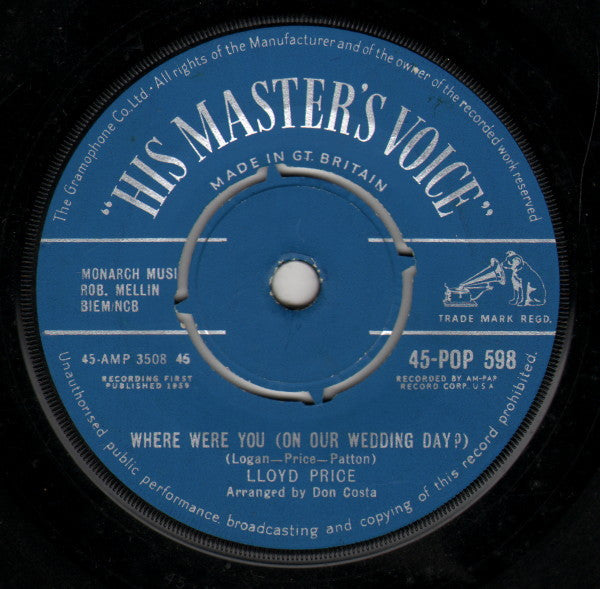 The Gramophone Co. Ltd. · All rights of the Manufacturer and of the owner of the recorded work reserved
"HIS MASTER'S VOICE"
MADE IN GT. BRITAIN
MONARCH MUSI
ROB. MELLIN
BIEM/NCB
TRADE MARK REGD.
45-AMP 3508 45
45-POP 598
RECORDING FIRST
PUBLISHED 1959
RECORDED BY AM-PAP
RECORD CORP. U.S.A
WHERE WERE YOU (ON OUR WEDDING DAY?)
(Logan—Price—Patton)
LLOYD PRICE
Arranged by Don Costa
Unauthorised public performance, broadcasting and copying of this record prohibited.